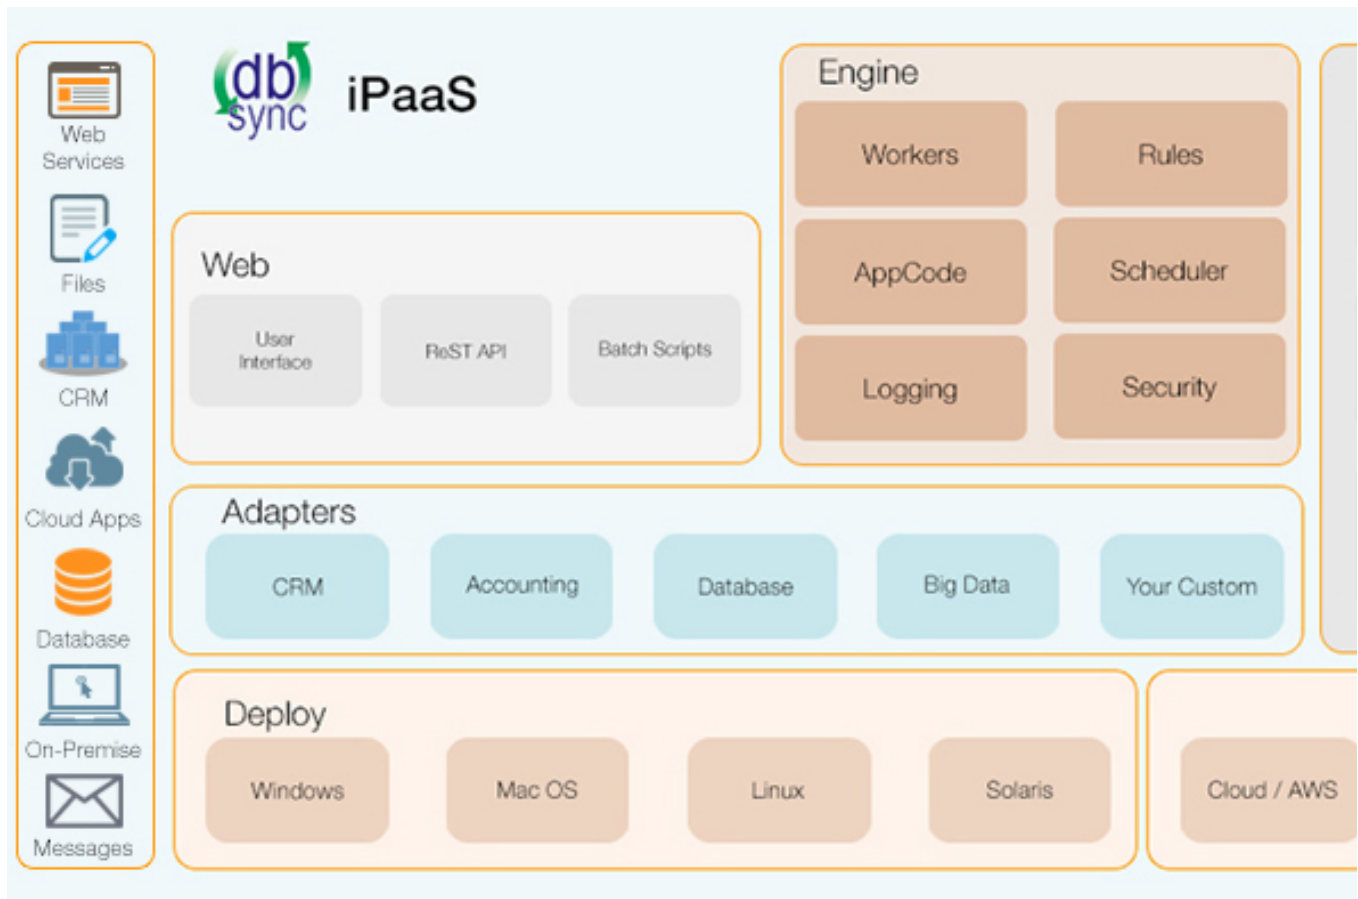 Web
Services
Files
CRM
Cloud Apps
Database
On-Premise
Messages
db
sync
iPaaS
Web
User
Interface
ReST API
Batch Scripts
Engine
Workers
Rules
AppCode
Scheduler
Logging
Security
Adapters
CRM
Accounting
Database
Big Data
Your Custom
Deploy
Windows
Mac OS
Linux
Solaris
Cloud / AWS